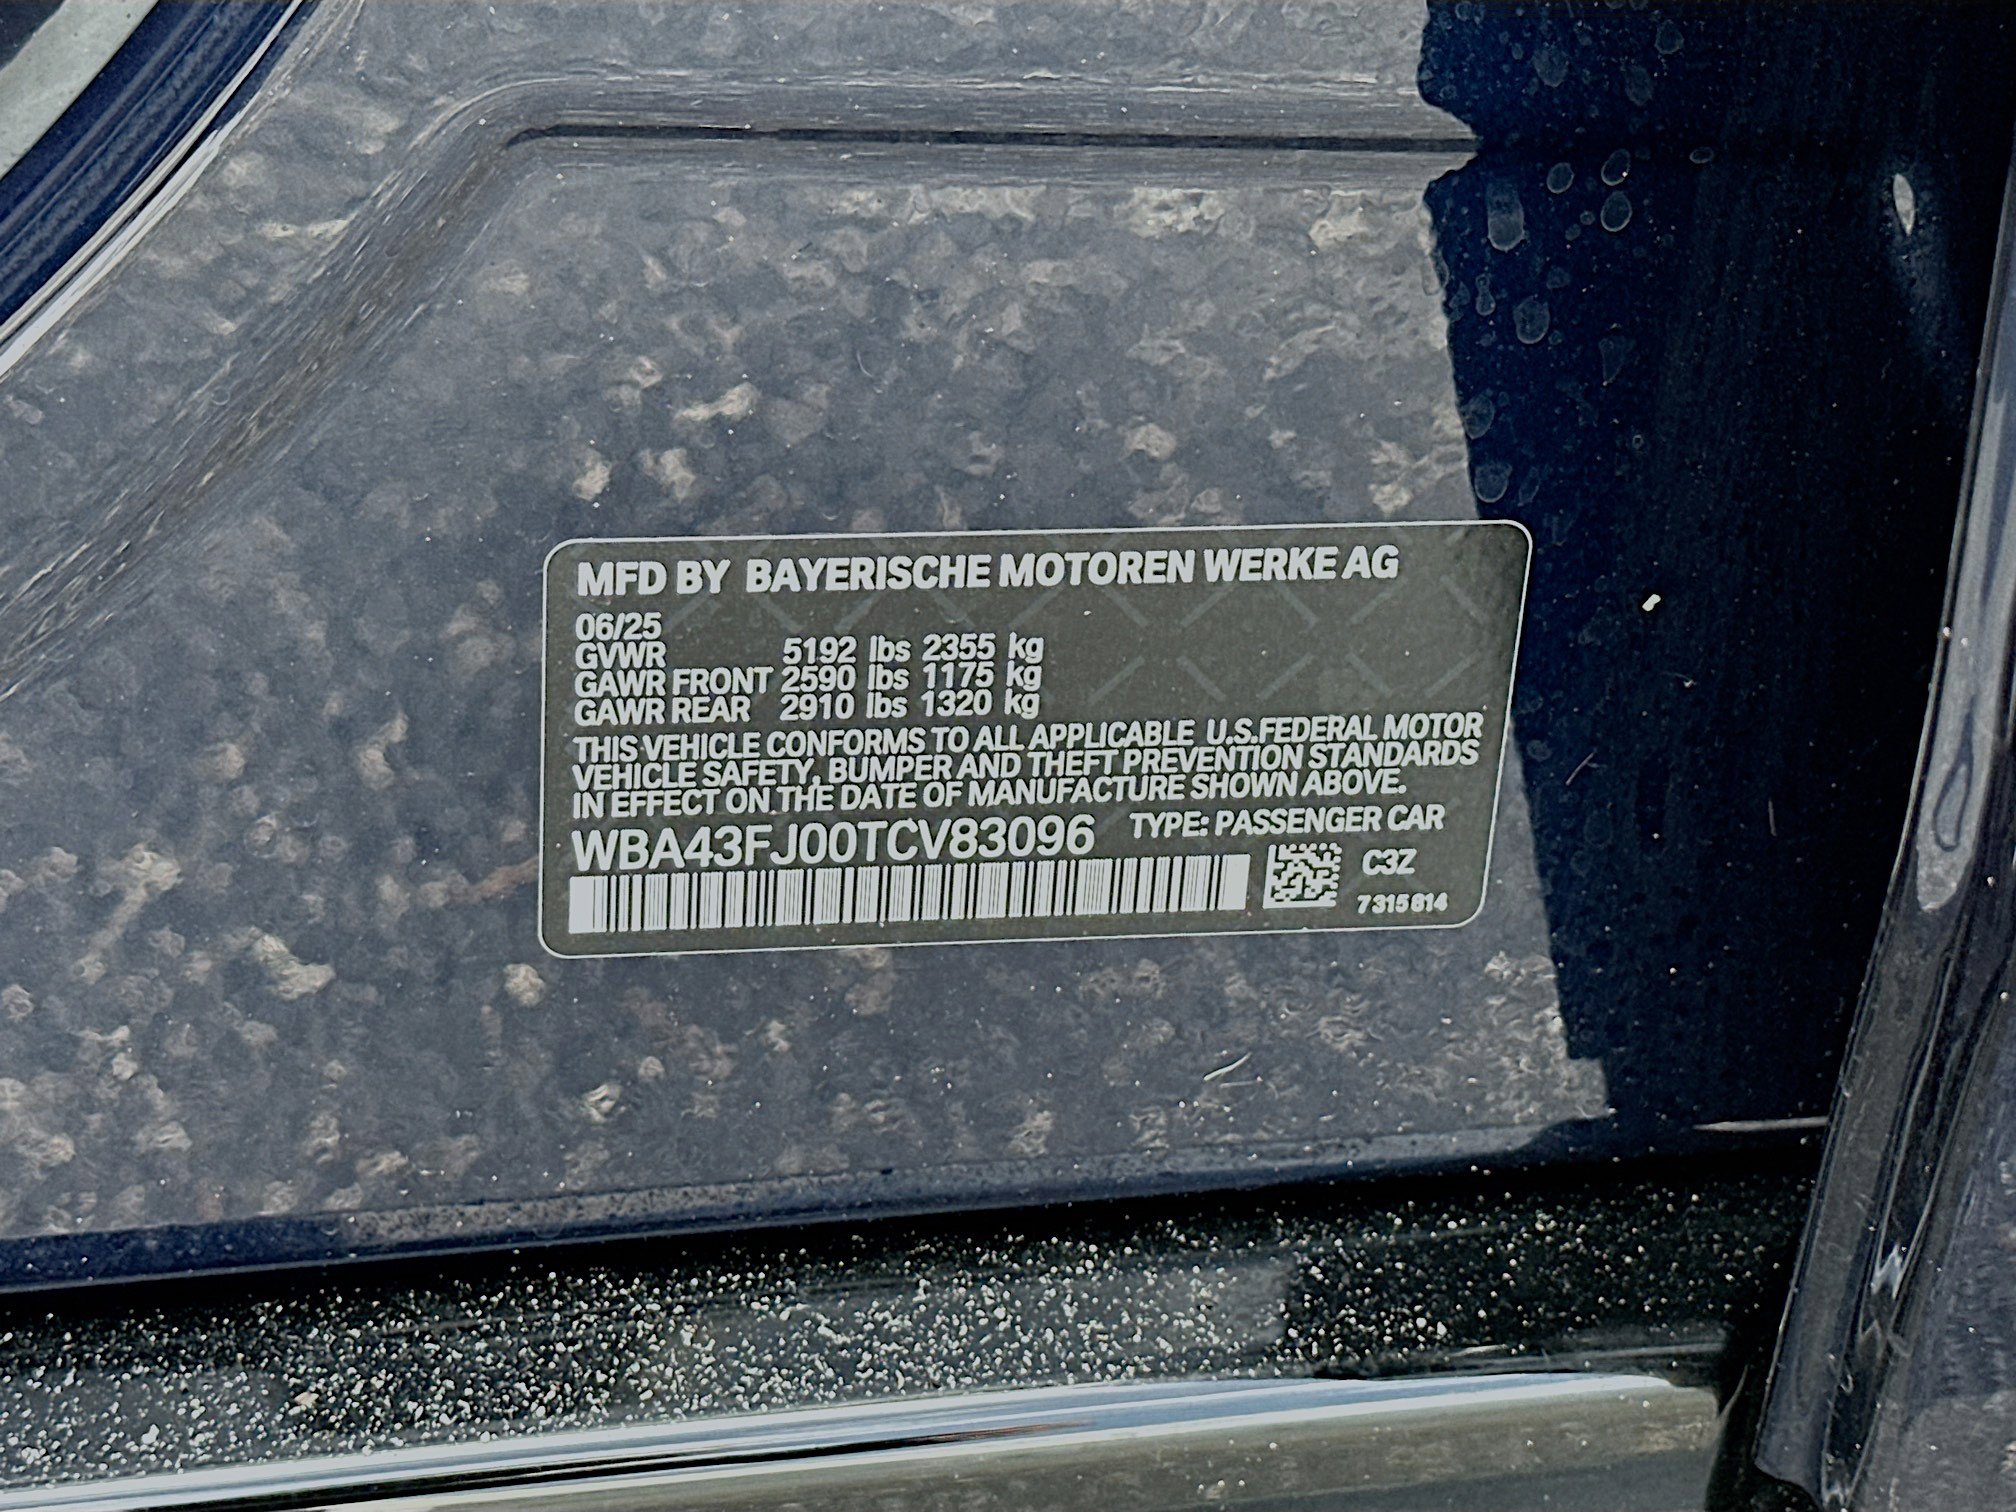 MFD BY BAYERISCHE MOTOREN WERKE AG
06/25
GVWR 5192 lbs 2355 kg
GAWR FRONT 2590 lbs 1175 kg
GAWR REAR 2910 lbs 1320 kg
THIS VEHICLE CONFORMS TO ALL APPLICABLE U.S.FEDERAL MOTOR
VEHICLE SAFETY, BUMPER AND THEFT PREVENTION STANDARDS
IN EFFECT ON THE DATE OF MANUFACTURE SHOWN ABOVE.
WBA43FJ00TCV83096 TYPE: PASSENGER CAR
C3Z
7315814